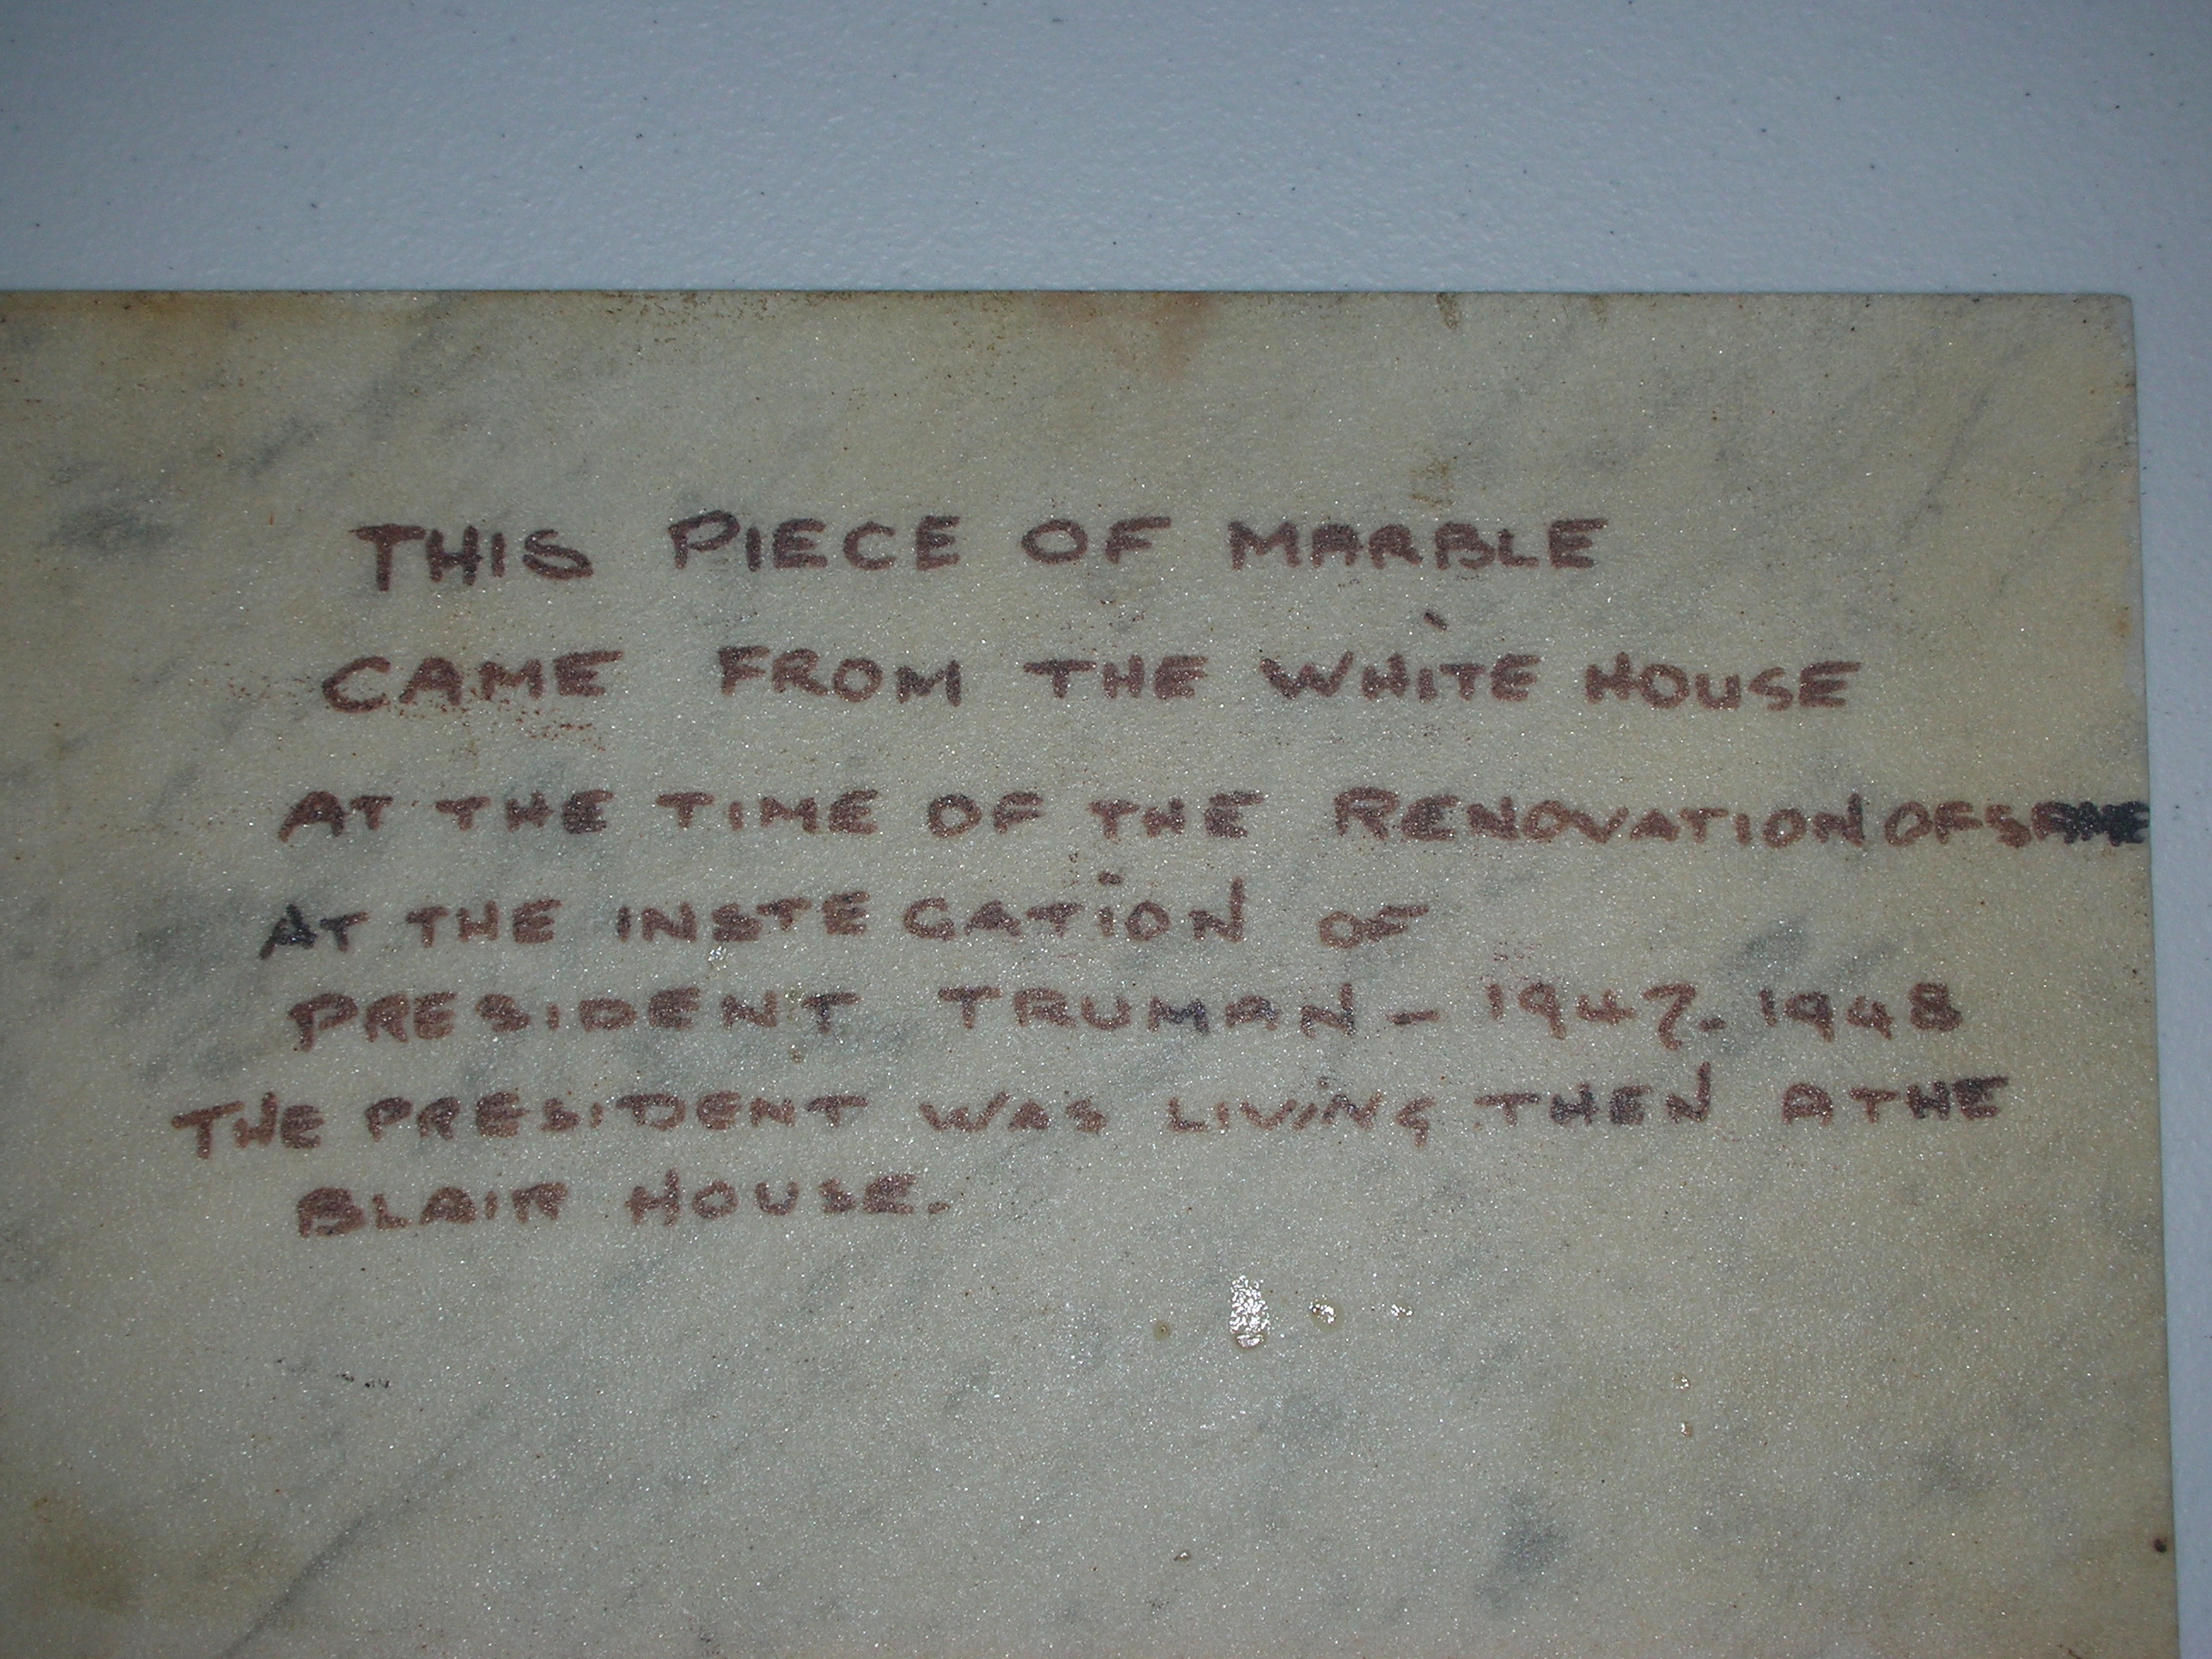 THIS PIECE OF MARBLE
CAME FROM THE WHITE HOUSE
AT THE TIME OF THE RENOVATION OF SAME
AT THE INSTEGATION OF
PRESIDENT TRUMAN - 1947-1948
THE PRESIDENT WAS LIVING THEN ATHE
BLAIR HOUSE.